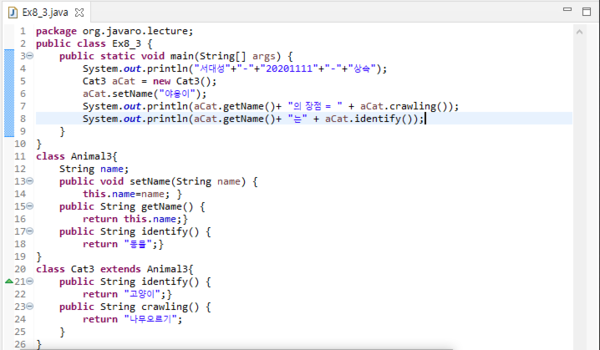 Ex8_3.java
1 package org.javaro.lecture;
2 public class Ex8_3 {
3 public static void main(String[] args) {
4 System.out.println("서대성"+"-"+"20201111"+"-"+"상속");
5 Cat3 aCat = new Cat3();
6 aCat.setName("야옹이");
7 System.out.println(aCat.getName()+ "의 장점 = " + aCat.crawling());
8 System.out.println(aCat.getName()+ "는" + aCat.identify());
9 }
10 }
11 class Animal3{
12 String name;
13 public void setName(String name) {
14 this.name=name; }
15 public String getName() {
16 return this.name;}
17 public String identify() {
18 return "동물";}
19 }
20 class Cat3 extends Animal3{
21 public String identify() {
22 return "고양이";}
23 public String crawling() {
24 return "나무오르기";
25 }
26 }